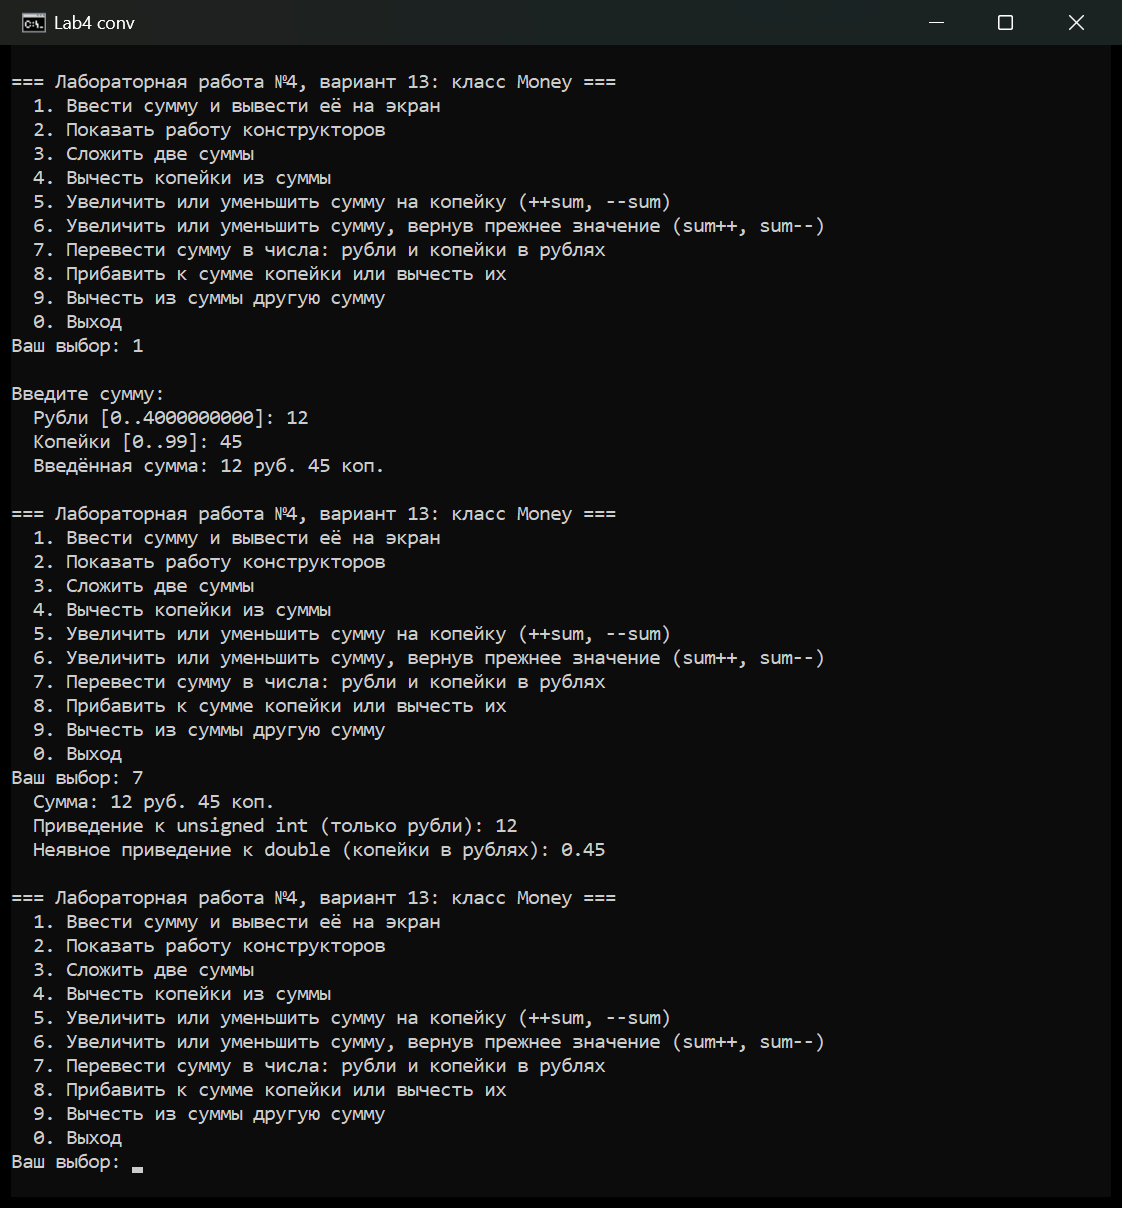 Lab4 conv
=== Лабораторная работа №4, вариант 13: класс Money ===
1. Ввести сумму и вывести её на экран
2. Показать работу конструкторов
3. Сложить две суммы
4. Вычесть копейки из суммы
5. Увеличить или уменьшить сумму на копейку (++sum, --sum)
6. Увеличить или уменьшить сумму, вернув прежнее значение (sum++, sum--)
7. Перевести сумму в числа: рубли и копейки в рублях
8. Прибавить к сумме копейки или вычесть их
9. Вычесть из суммы другую сумму
0. Выход
Ваш выбор: 1
Введите сумму:
Рубли [0..4000000000]: 12
Копейки [0..99]: 45
Введённая сумма: 12 руб. 45 коп.
=== Лабораторная работа №4, вариант 13: класс Money ===
1. Ввести сумму и вывести её на экран
2. Показать работу конструкторов
3. Сложить две суммы
4. Вычесть копейки из суммы
5. Увеличить или уменьшить сумму на копейку (++sum, --sum)
6. Увеличить или уменьшить сумму, вернув прежнее значение (sum++, sum--)
7. Перевести сумму в числа: рубли и копейки в рублях
8. Прибавить к сумме копейки или вычесть их
9. Вычесть из суммы другую сумму
0. Выход
Ваш выбор: 7
Сумма: 12 руб. 45 коп.
Приведение к unsigned int (только рубли): 12
Неявное приведение к double (копейки в рублях): 0.45
=== Лабораторная работа №4, вариант 13: класс Money ===
1. Ввести сумму и вывести её на экран
2. Показать работу конструкторов
3. Сложить две суммы
4. Вычесть копейки из суммы
5. Увеличить или уменьшить сумму на копейку (++sum, --sum)
6. Увеличить или уменьшить сумму, вернув прежнее значение (sum++, sum--)
7. Перевести сумму в числа: рубли и копейки в рублях
8. Прибавить к сумме копейки или вычесть их
9. Вычесть из суммы другую сумму
0. Выход
Ваш выбор: